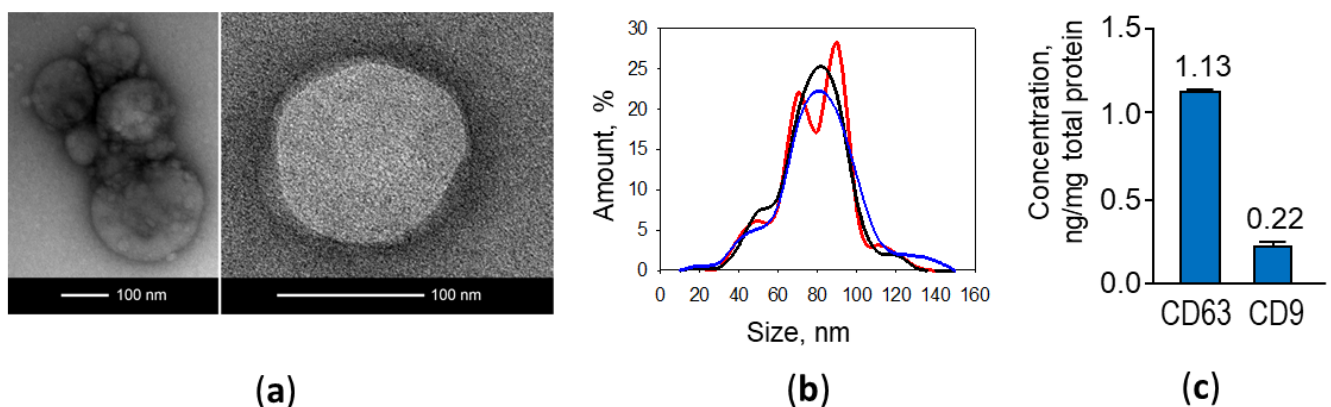 100 nm
100 nm
(a)
Amount, %
30
25
20
15
10
5
0
0 20 40 60 80 100 120 140 160
Size, nm
(b)
Concentration,
ng/mg total protein
1.5
1.0
0.5
0.0
1.13
0.22
CD63 CD9
(c)